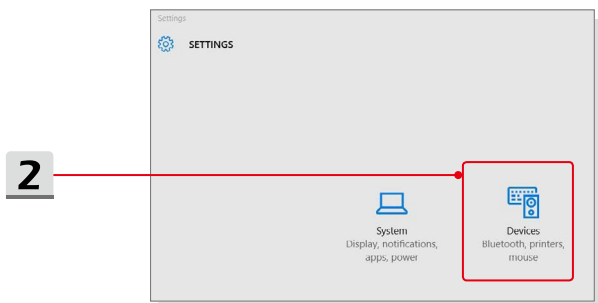 Settings
SETTINGS
2
System
Display, notifications,
apps, power
Devices
Bluetooth, printers,
mouse